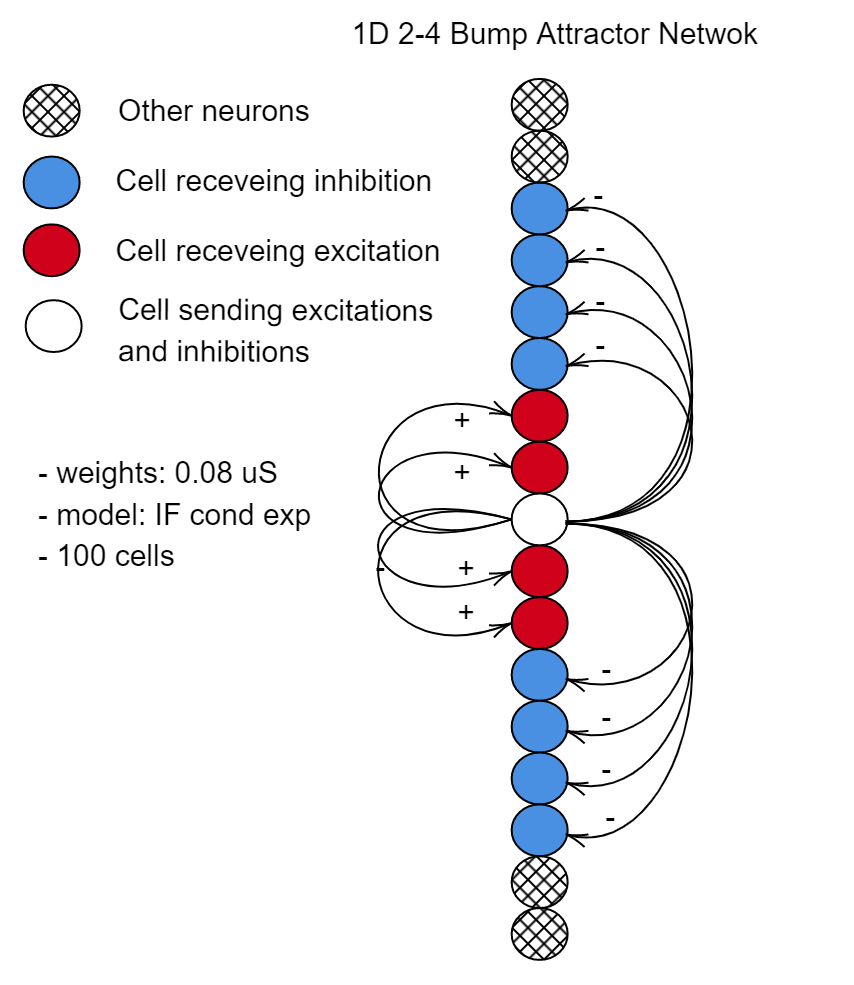 1D 2-4 Bump Attractor Netwok
Other neurons
Cell receveing inhibition
Cell receveing excitation
Cell sending excitations
and inhibitions
- weights: 0.08 uS
- model: IF cond exp
- 100 cells
-
-
-
-
+
+
-
+
+
-
-
-
-